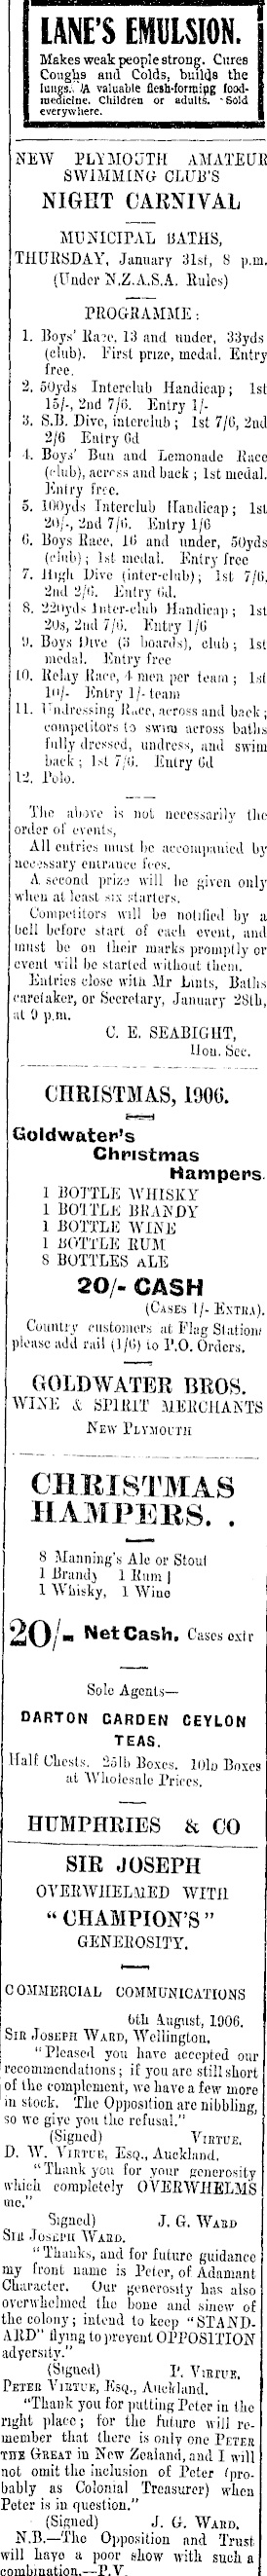 LANE'S EMULSION.
Makes weak people strong. Cures
Coughs and Colds, builds the
lungs. A valuable flesh-forming food-
medicine. Children or adults. Sold
everywhere.
NEW PLYMOUTH AMATEUR
SWIMMING CLUB'S
NIGHT CARNIVAL
MUNICIPAL BATHS,
THURSDAY, January 31st, 8 p.m.
(Under N.Z.A.S.A. Rules)
PROGRAMME:
1. Boys' Race, 13 and under, 33yds
(club). First prize, medal. Entry
free.
2. 50yds Interclub Handicap; 1st
15/-, 2nd 7/6. Entry 1/-
3. S.B. Dive, interclub; 1st 7/6, 2nd
2/6 Entry 6d
4. Boys' Bun and Lemonade Race
(club), across and back; 1st medal.
Entry free.
5. 100yds Interclub Handicap; 1st
20/-, 2nd 7/6. Entry 1/6
6. Boys Race, 16 and under, 50yds
(club); 1st medal. Entry free
7. High Dive (inter-club); 1st 7/6,
2nd 2/6. Entry 6d.
8. 220yds Inter-club Handicap; 1st
20s, 2nd 7/6. Entry 1/6
9. Boys Dive (3 boards), club; 1st
medal. Entry free
10. Relay Race, 4 men per team; 1st
10/- Entry 1/- team
11. Undressing Race, across and back;
competitors to swim across baths
fully dressed, undress, and swim
back; 1st 7/6. Entry 6d
12. Polo.
The above is not necessarily the
order of events,
All entries must be accompanied by
necessary entrance fees.
A second prize will be given only
when at least six starters.
Competitors will be notified by a
bell before start of each event, and
must be on their marks promptly or
event will be started without them.
Entries close with Mr Lints, Baths
caretaker, or Secretary, January 28th,
at 9 p.m.
C. E. SEABIGHT,
Hon. Sec.
CHRISTMAS, 1906.
Goldwater's
Christmas
Hampers.
1 BOTTLE WHISKY
1 BOTTLE BRANDY
1 BOTTLE WINE
1 BOTTLE RUM
8 BOTTLES ALE
20/- CASH
(CASES 1/- EXTRA).
Country customers at Flag Station
please add rail (1/6) to P.O. Orders.
GOLDWATER BROS.
WINE & SPIRIT MERCHANTS
NEW PLYMOUTH
CHRISTMAS
HAMPERS. .
8 Manning's Ale or Stout
1 Brandy 1 Rum
1 Whisky, 1 Wine
20/- Net Cash. Cases extr
Sole Agents—
DARTON GARDEN CEYLON
TEAS.
Half Chests. 25lb Boxes. 10lb Boxes
at Wholesale Prices.
HUMPHRIES & CO
SIR JOSEPH
OVERWHELMED WITH
"CHAMPION'S"
GENEROSITY.
COMMERCIAL COMMUNICATIONS
6th August, 1906.
SIR JOSEPH WARD, Wellington.
"Pleased you have accepted our
recommendations; if you are still short
of the complement, we have a few more
in stock. The Opposition are nibbling,
so we give you the refusal."
(Signed) VIRTUE.
D. W. VIRTUE, ESQ., Auckland.
"Thank you for your generosity
which completely OVERWHELMS
me."
Signed) J. G. WARD
SIR JOSEPH WARD.
"Thanks, and for future guidance
my front name is Peter, of Adamant
Character. Our generosity has also
overwhelmed the bone and sinew of
the colony; intend to keep "STAND-
ARD" flying to prevent OPPOSITION
adversity."
(Signed) P. VIRTUE.
PETER VIRTUE, ESQ., Auckland.
"Thank you for putting Peter in the
right place; for the future will re-
member that there is only one PETER
THE GREAT in New Zealand, and I will
not omit the inclusion of Peter (pro-
bably as Colonial Treasurer) when
Peter is in question."
(Signed) J. G. WARD.
N.B.—The Opposition and Trust
will have a poor show with such a
combination.—P.V.